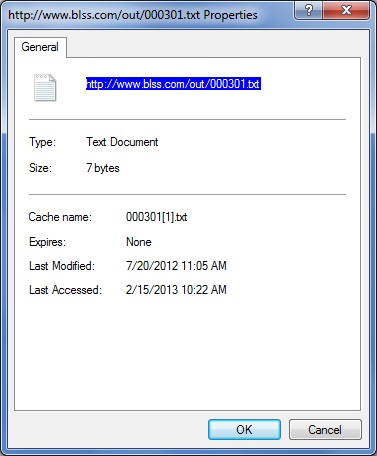 http://www.blss.com/out/000301.txt Properties
General
http://www.blss.com/out/000301.txt
Type: Text Document
Size: 7 bytes
Cache name: 000301[1].txt
Expires: None
Last Modified: 7/20/2012 11:05 AM
Last Accessed: 2/15/2013 10:22 AM
OK Cancel